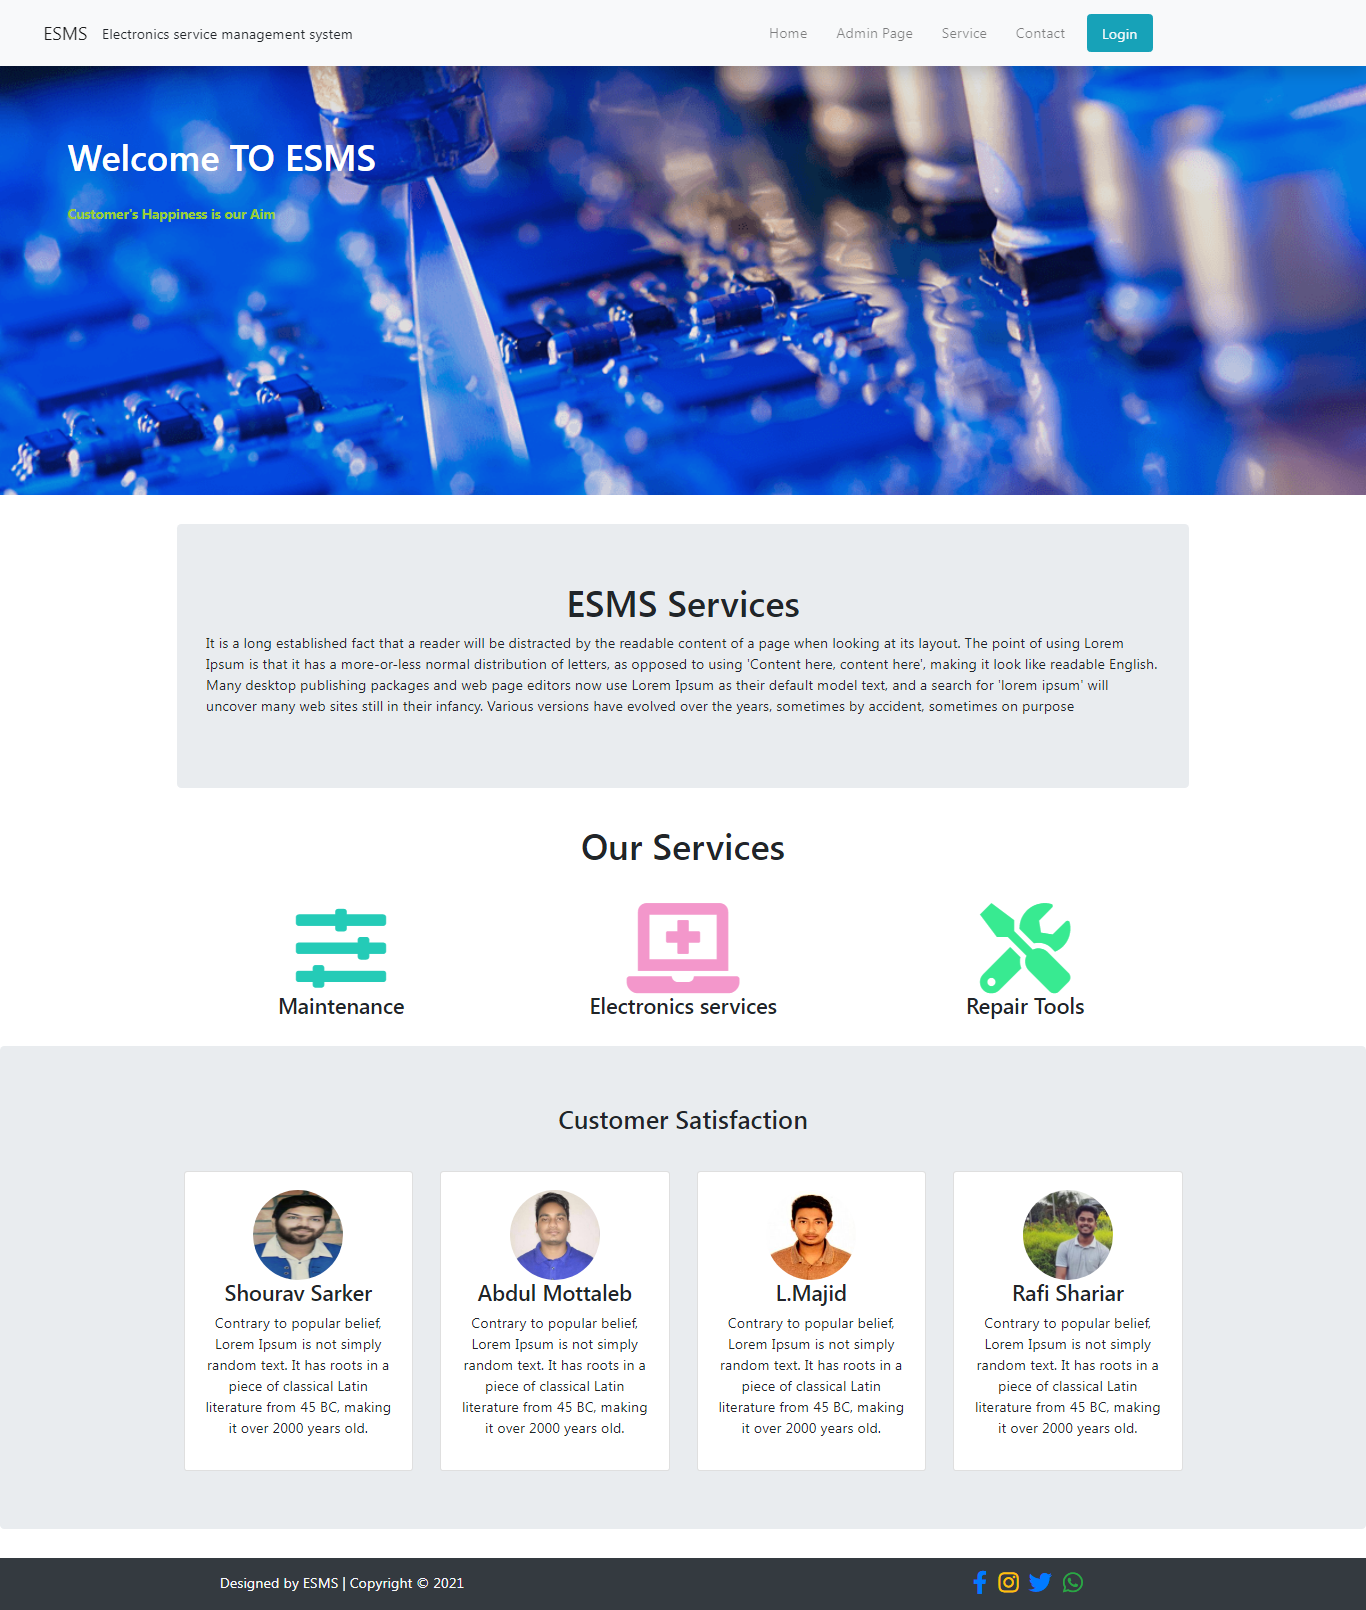 ESMS Electronics service management system Home Admin Page Service Contact Login
Welcome TO ESMS
Customer's Happiness is our Aim
ESMS Services
It is a long established fact that a reader will be distracted by the readable content of a page when looking at its layout. The point of using Lorem
Ipsum is that it has a more-or-less normal distribution of letters, as opposed to using 'Content here, content here', making it look like readable English.
Many desktop publishing packages and web page editors now use Lorem Ipsum as their default model text, and a search for 'lorem ipsum' will
uncover many web sites still in their infancy. Various versions have evolved over the years, sometimes by accident, sometimes on purpose
Our Services
Maintenance
Electronics services
Repair Tools
Customer Satisfaction
Shourav Sarker
Contrary to popular belief,
Lorem Ipsum is not simply
random text. It has roots in a
piece of classical Latin
literature from 45 BC, making
it over 2000 years old.
Abdul Mottaleb
Contrary to popular belief,
Lorem Ipsum is not simply
random text. It has roots in a
piece of classical Latin
literature from 45 BC, making
it over 2000 years old.
L.Majid
Contrary to popular belief,
Lorem Ipsum is not simply
random text. It has roots in a
piece of classical Latin
literature from 45 BC, making
it over 2000 years old.
Rafi Shariar
Contrary to popular belief,
Lorem Ipsum is not simply
random text. It has roots in a
piece of classical Latin
literature from 45 BC, making
it over 2000 years old.
Designed by ESMS | Copyright © 2021